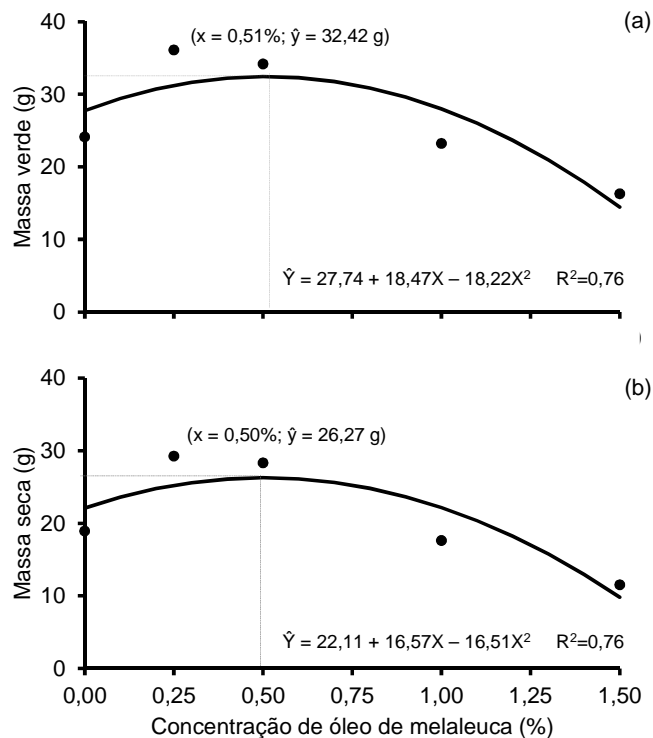 40
(a)
(x = 0,51%; ŷ = 32,42 g)
30
Massa verde (g)
20
10
Ŷ = 27,74 + 18,47X – 18,22X² R²=0,76
0
)
40
(b)
(x = 0,50%; ŷ = 26,27 g)
30
Massa seca (g)
20
10
Ŷ = 22,11 + 16,57X – 16,51X² R²=0,76
0
0,00 0,25 0,50 0,75 1,00 1,25 1,50
Concentração de óleo de melaleuca (%)